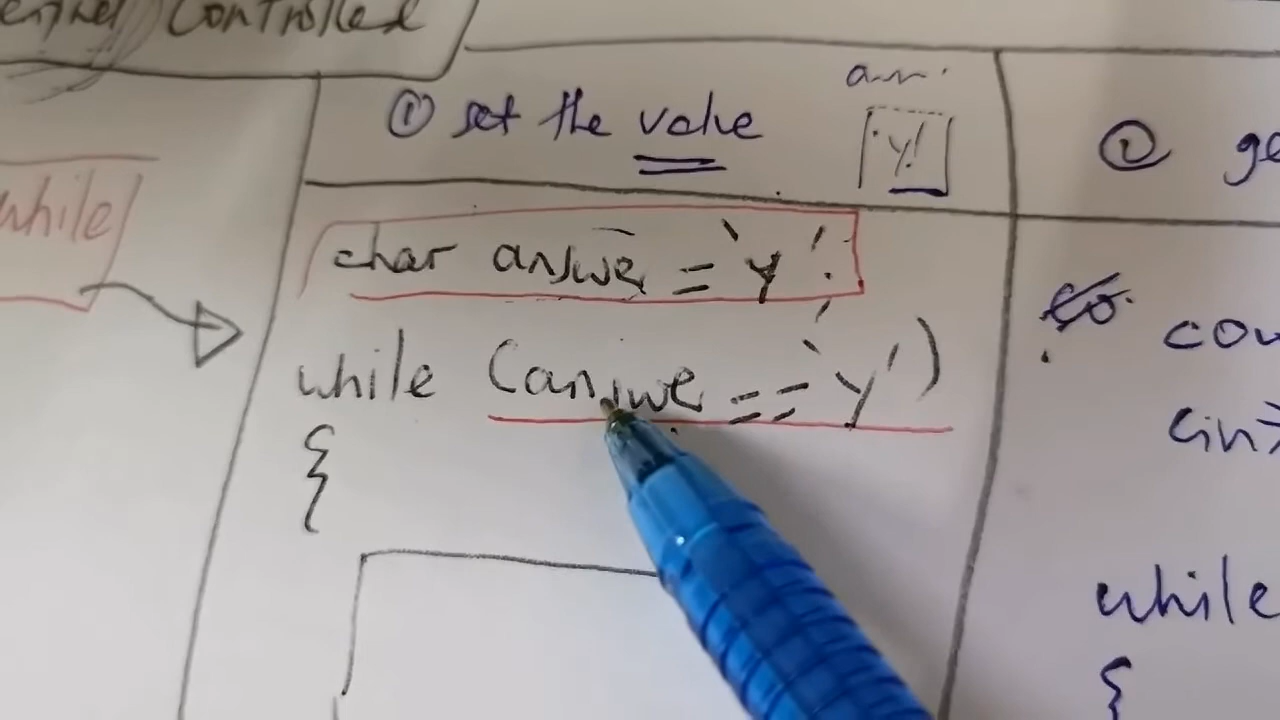 Controlled
① set the value
ans.
'Y'
② ge
while
char answe = 'Y';
while (answe == 'Y')
{
cou
cin>
while
{